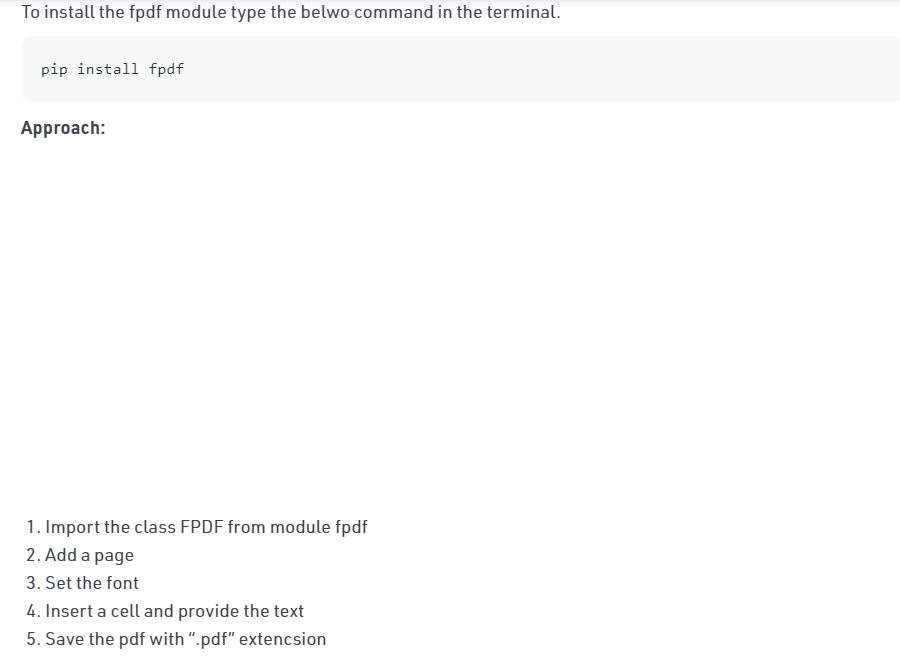 To install the fpdf module type the belwo command in the terminal.
pip install fpdf
Approach:
1. Import the class FPDF from module fpdf
2. Add a page
3. Set the font
4. Insert a cell and provide the text
5. Save the pdf with “.pdf” extencsion